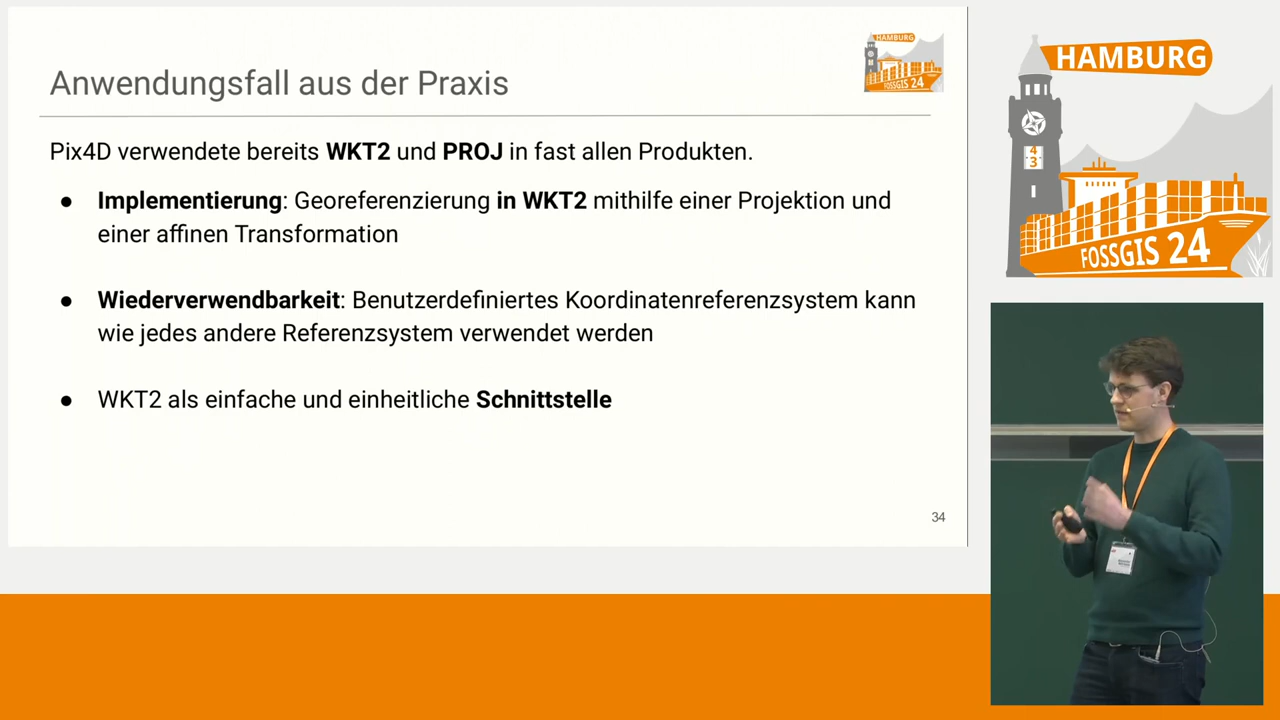 Anwendungsfall aus der Praxis
HAMBURG
FOSSGIS 24
Pix4D verwendete bereits WKT2 und PROJ in fast allen Produkten.
● Implementierung: Georeferenzierung in WKT2 mithilfe einer Projektion und
einer affinen Transformation
● Wiederverwendbarkeit: Benutzerdefiniertes Koordinatenreferenzsystem kann
wie jedes andere Referenzsystem verwendet werden
● WKT2 als einfache und einheitliche Schnittstelle
34
HAMBURG
4
3
FOSSGIS 24